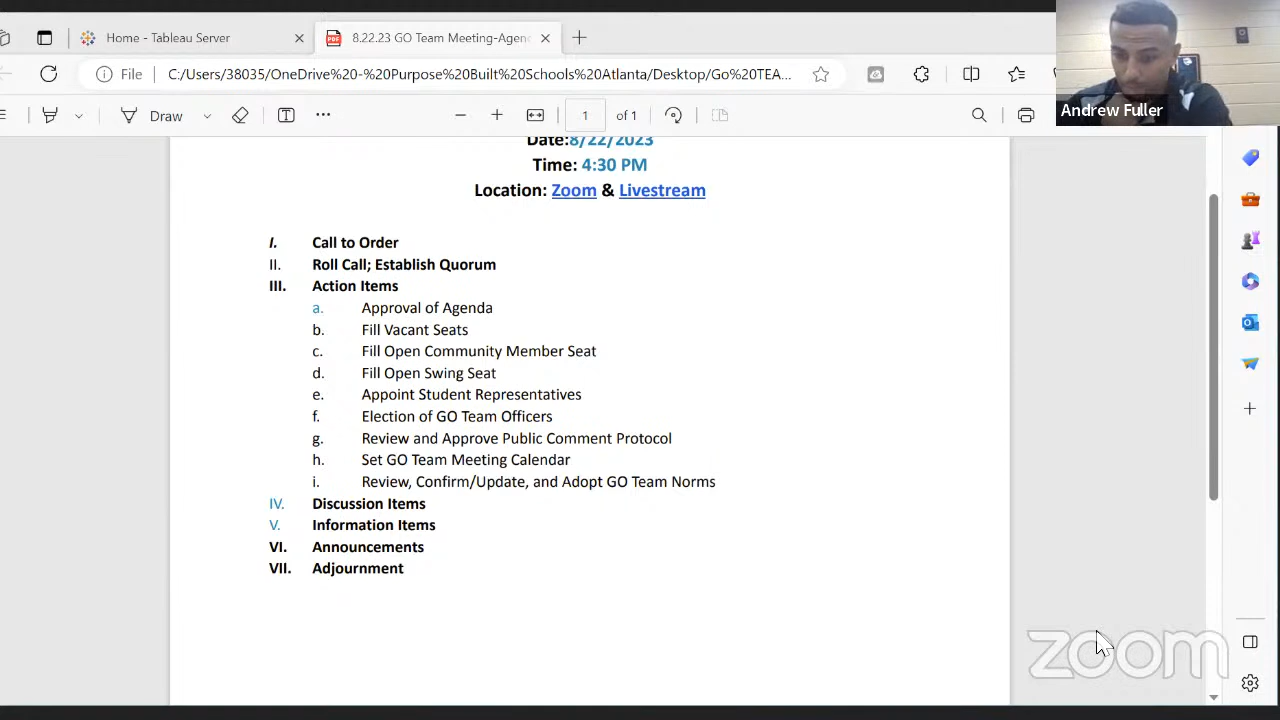 Home - Tableau Server
8.22.23 GO Team Meeting-Agen
File
C:/Users/38035/OneDrive%20-%20Purpose%20Built%20Schools%20Atlanta/Desktop/Go%20TEA...
Draw
1 of 1
Andrew Fuller
Date:8/22/2023
Time: 4:30 PM
Location: Zoom & Livestream
I. Call to Order
II. Roll Call; Establish Quorum
III. Action Items
a. Approval of Agenda
b. Fill Vacant Seats
c. Fill Open Community Member Seat
d. Fill Open Swing Seat
e. Appoint Student Representatives
f. Election of GO Team Officers
g. Review and Approve Public Comment Protocol
h. Set GO Team Meeting Calendar
i. Review, Confirm/Update, and Adopt GO Team Norms
IV. Discussion Items
V. Information Items
VI. Announcements
VII. Adjournment
zoom